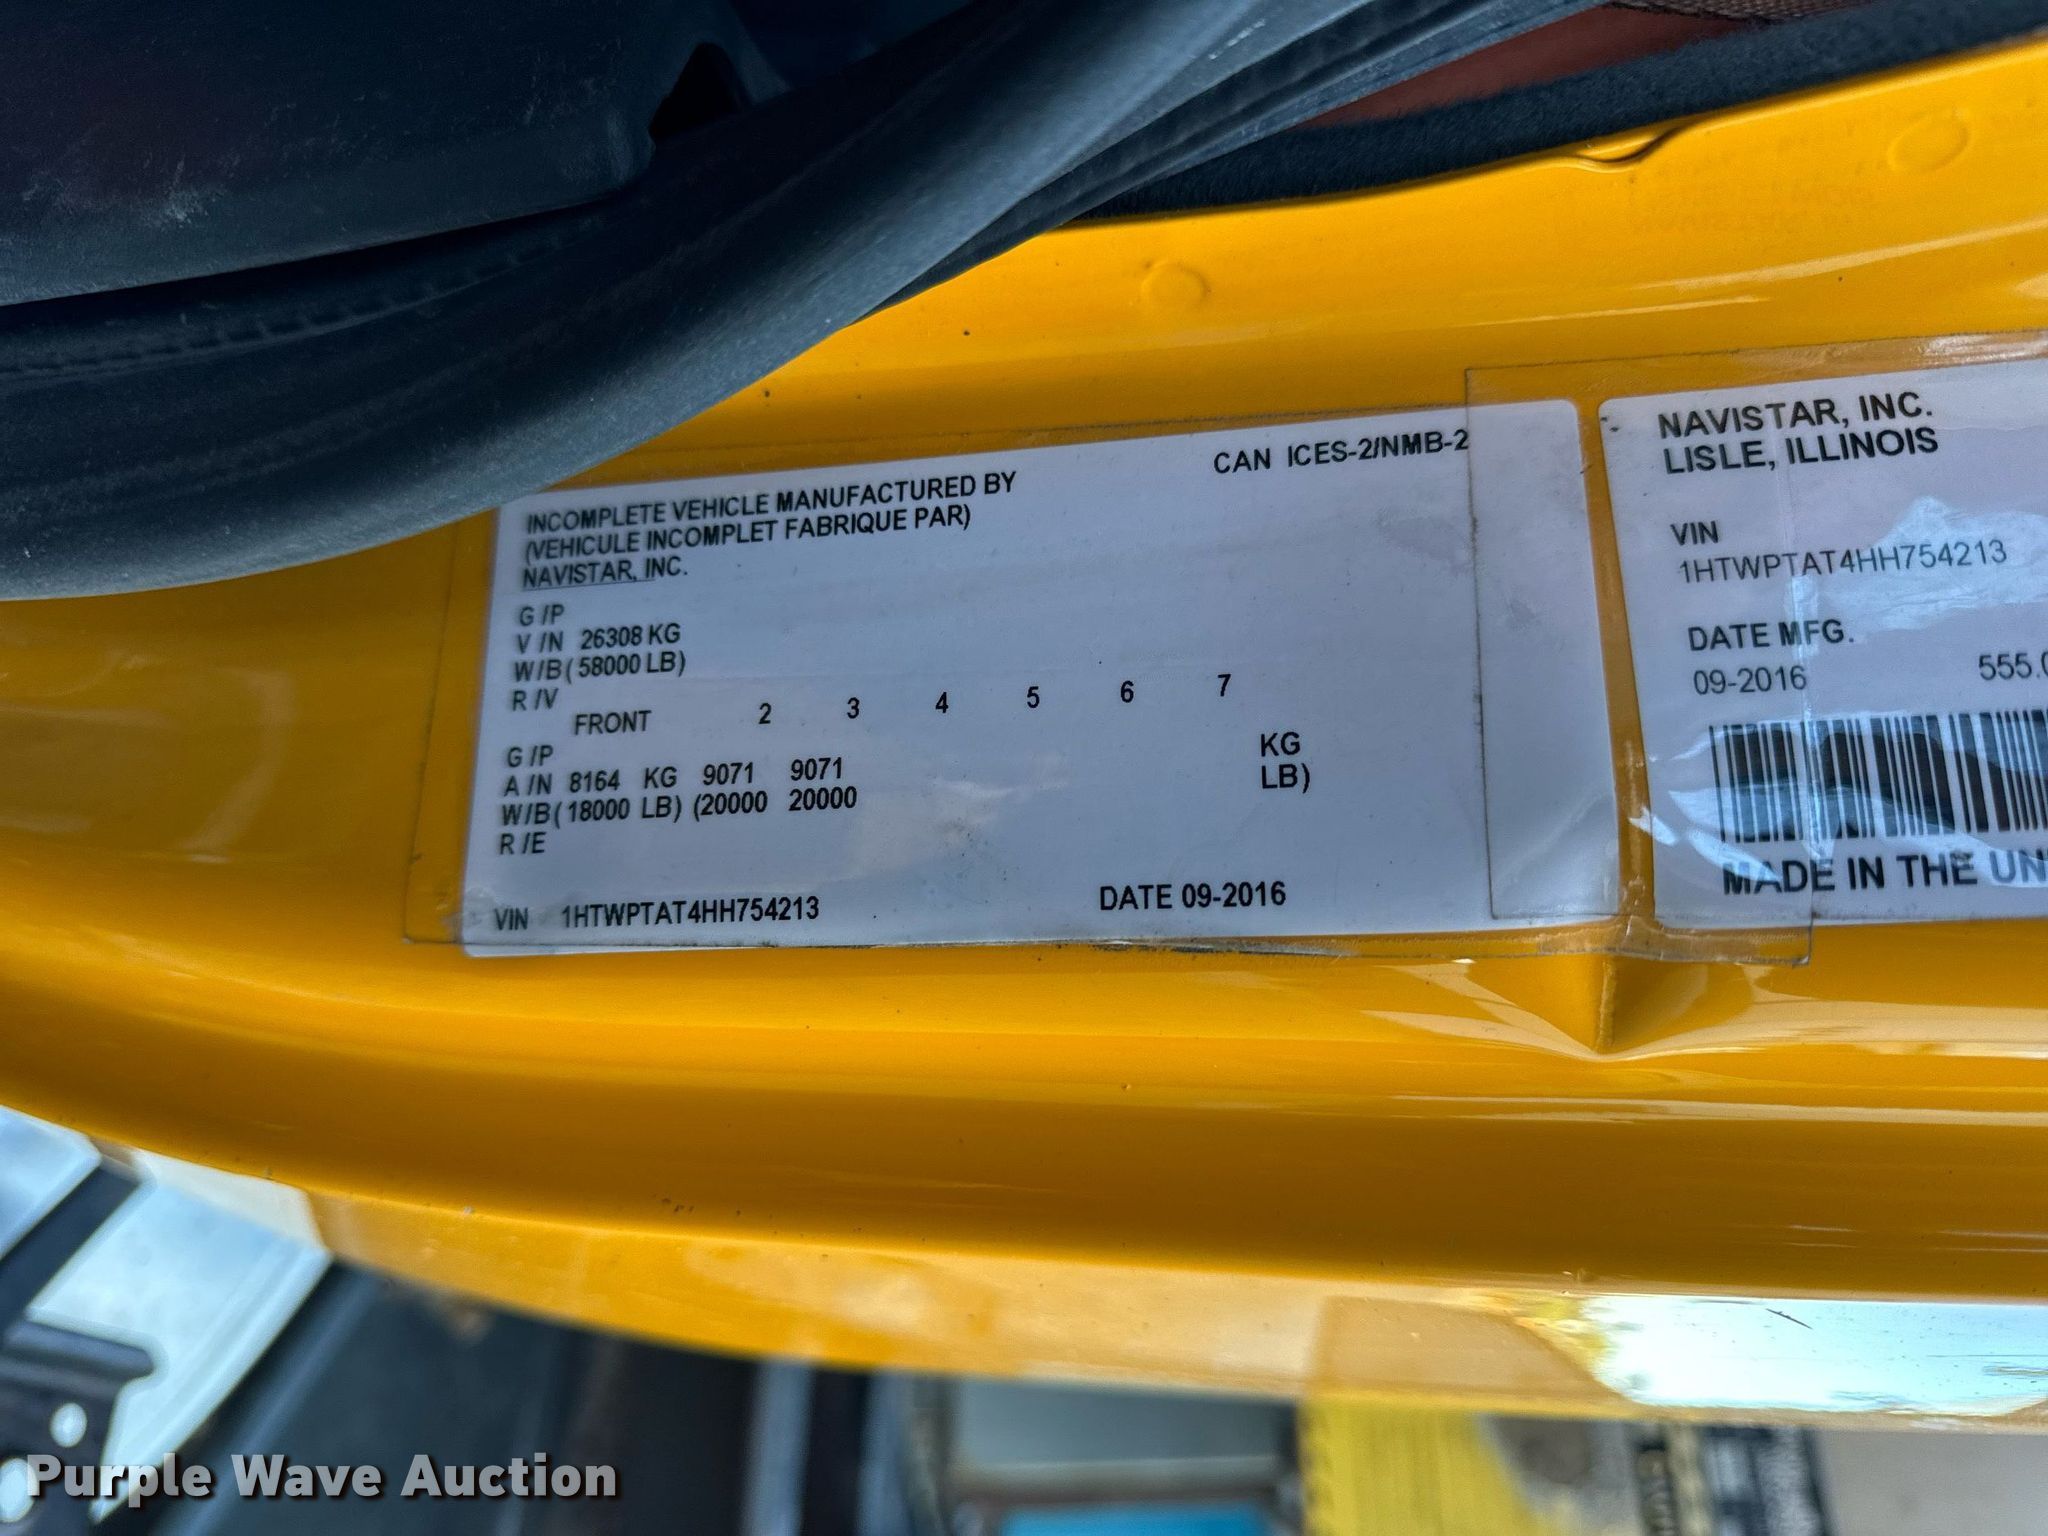 INCOMPLETE VEHICLE MANUFACTURED BY
(VEHICULE INCOMPLET FABRIQUE PAR)
NAVISTAR, INC.
CAN ICES-2/NMB-2
G /P
V /N 26308 KG
W/B ( 58000 LB)
R /V
FRONT 2 3 4 5 6 7
G /P
A /N 8164 KG 9071 9071 KG
W/B ( 18000 LB) (20000 20000 LB)
R /E
VIN 1HTWPTAT4HH754213 DATE 09-2016
NAVISTAR, INC.
LISLE, ILLINOIS
VIN
1HTWPTAT4HH754213
DATE MFG.
09-2016 555.0
MADE IN THE UN
Purple Wave Auction